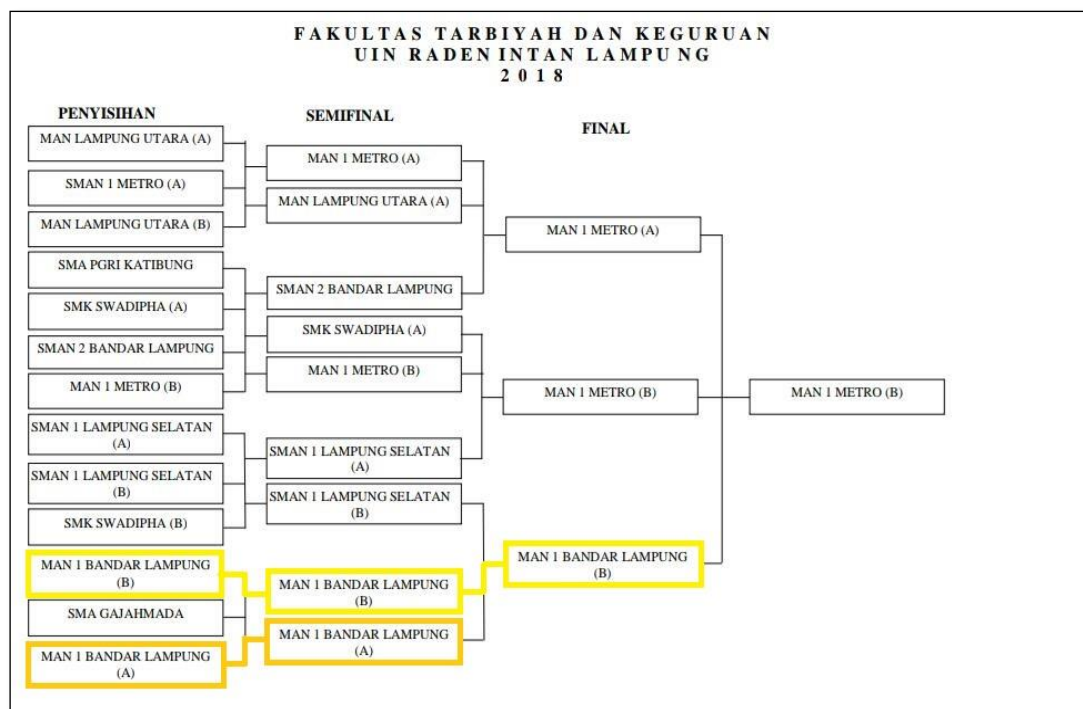 FAKULTAS TARBIYAH DAN KEGURUAN
UIN RADEN INTAN LAMPUNG
2018
PENYISIHAN
MAN LAMPUNG UTARA (A)
SMAN 1 METRO (A)
MAN LAMPUNG UTARA (B)
SMA PGRI KATIBUNG
SMK SWADIPHA (A)
SMAN 2 BANDAR LAMPUNG
MAN 1 METRO (B)
SMAN 1 LAMPUNG SELATAN
(A)
SMAN 1 LAMPUNG SELATAN
(B)
SMK SWADIPHA (B)
MAN 1 BANDAR LAMPUNG
(B)
SMA GAJAHMADA
MAN 1 BANDAR LAMPUNG
(A)
SEMIFINAL
MAN 1 METRO (A)
MAN LAMPUNG UTARA (A)
SMAN 2 BANDAR LAMPUNG
SMK SWADIPHA (A)
MAN 1 METRO (B)
SMAN 1 LAMPUNG SELATAN
(A)
SMAN 1 LAMPUNG SELATAN
(B)
MAN 1 BANDAR LAMPUNG
(B)
MAN 1 BANDAR LAMPUNG
(A)
FINAL
MAN 1 METRO (A)
MAN 1 METRO (B)
MAN 1 BANDAR LAMPUNG
(B)
MAN 1 METRO (B)